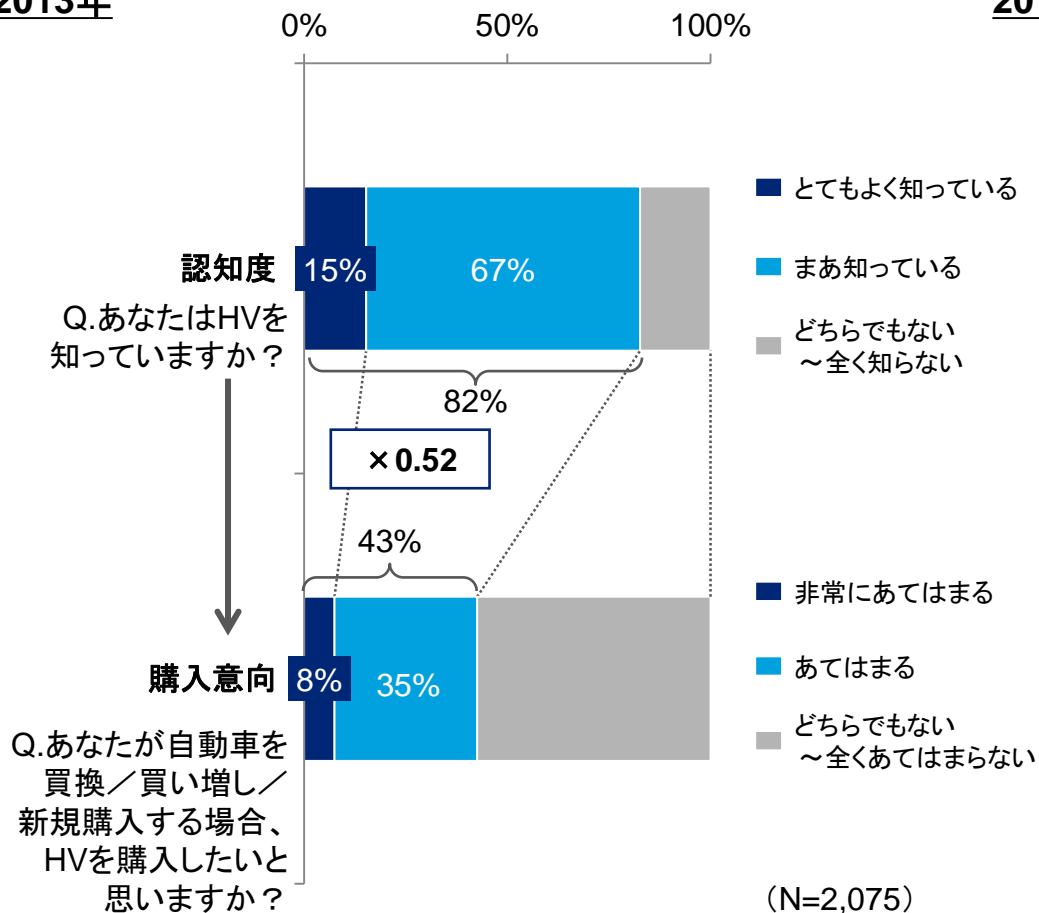 2013年
0%
50%
100%
認知度
Q.あなたはHVを
知っていますか？
15%
67%
とてもよく知っている
まあ知っている
どちらでもない
～全く知らない
82%
×0.52
43%
購入意向
Q.あなたが自動車を
買換／買い増し／
新規購入する場合、
HVを購入したいと
思いますか？
8%
35%
非常にあてはまる
あてはまる
どちらでもない
～全くあてはまらない
（N=2,075）